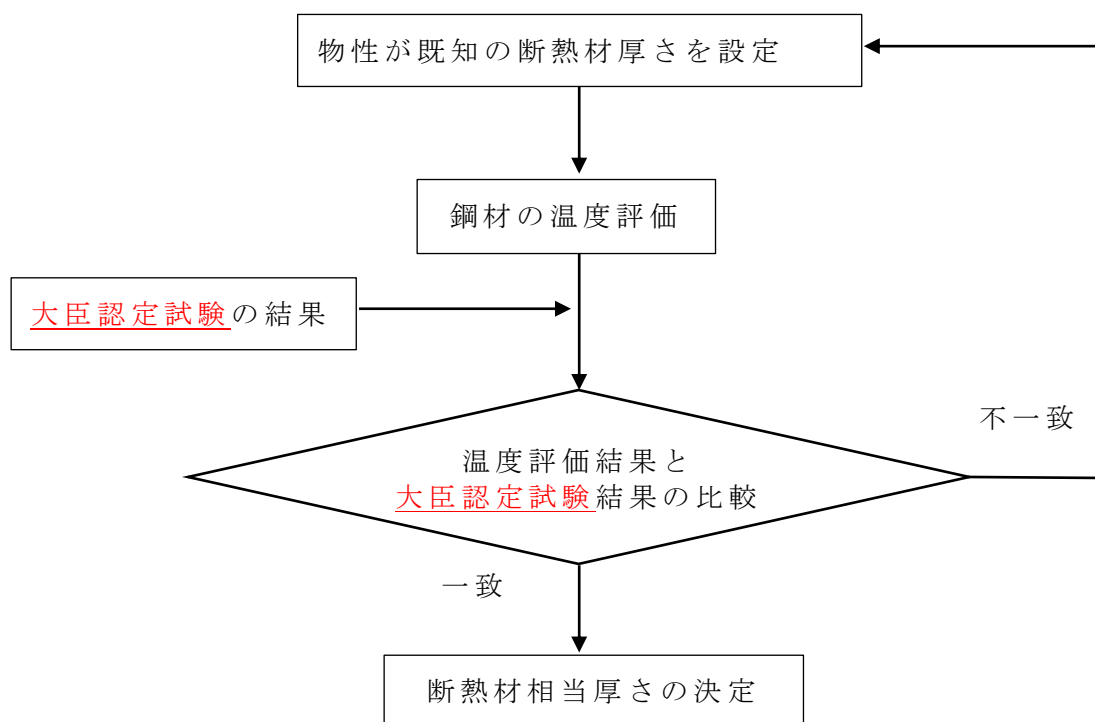 物性が既知の断熱材厚さを設定
鋼材の温度評価
大臣認定試験の結果
温度評価結果と
大臣認定試験結果の比較
不一致
一致
断熱材相当厚さの決定